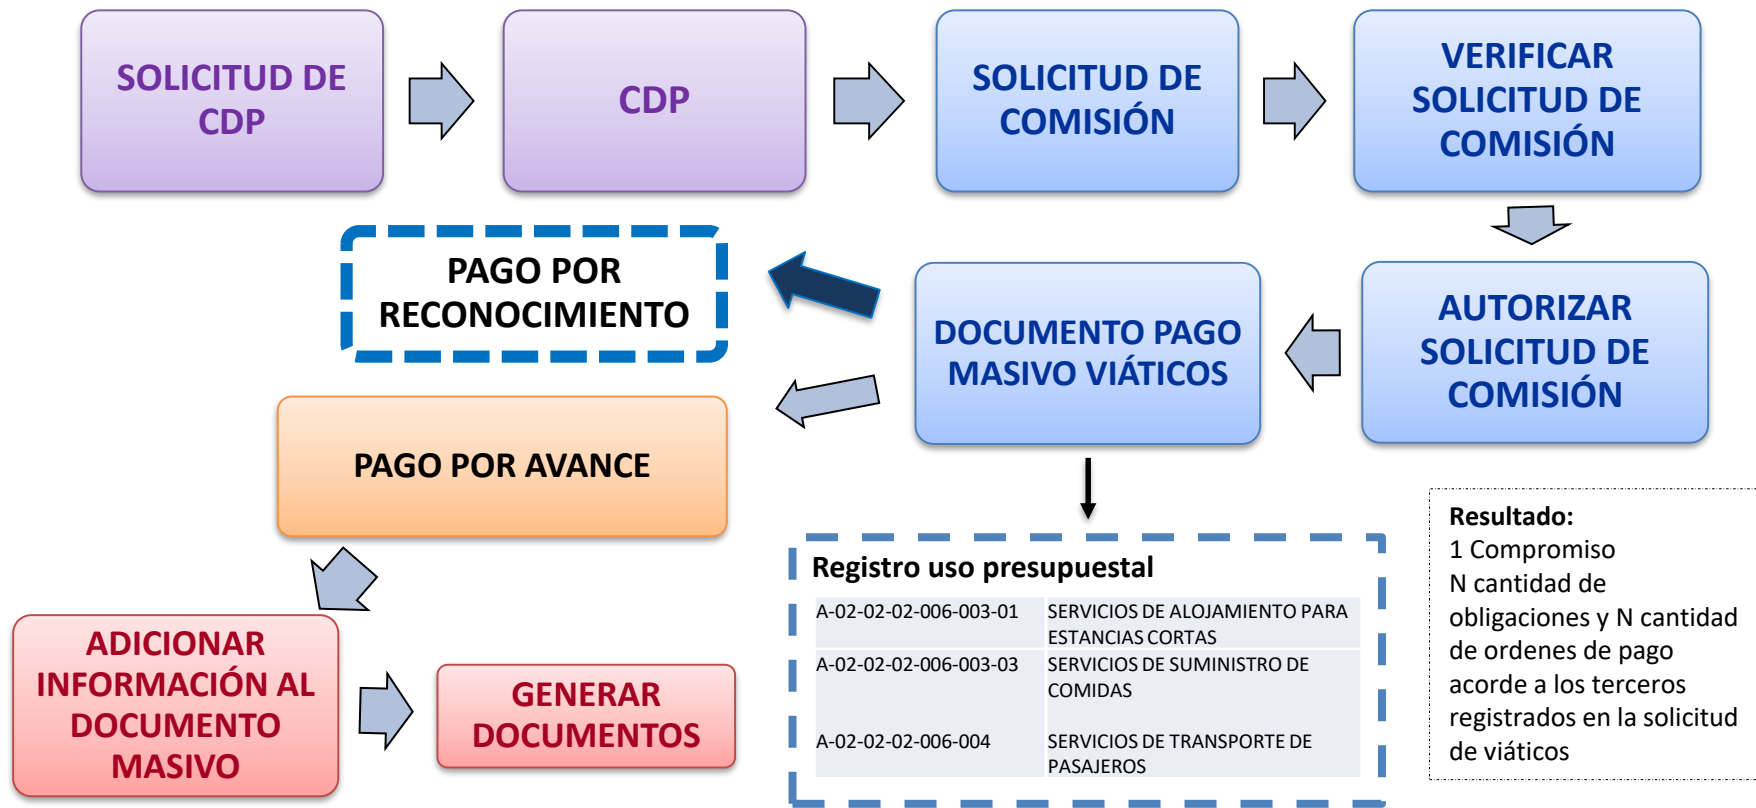 SOLICITUD DE
CDP
CDP
SOLICITUD DE
COMISIÓN
VERIFICAR
SOLICITUD DE
COMISIÓN
PAGO POR
RECONOCIMIENTO
DOCUMENTO PAGO
MASIVO VIÁTICOS
AUTORIZAR
SOLICITUD DE
COMISIÓN
PAGO POR AVANCE
ADICIONAR
INFORMACIÓN AL
DOCUMENTO
MASIVO
GENERAR
DOCUMENTOS
Registro uso presupuestal
A-02-02-02-006-003-01 SERVICIOS DE ALOJAMIENTO PARA
ESTANCIAS CORTAS
A-02-02-02-006-003-03 SERVICIOS DE SUMINISTRO DE
COMIDAS
A-02-02-02-006-004 SERVICIOS DE TRANSPORTE DE
PASAJEROS
Resultado:
1 Compromiso
N cantidad de
obligaciones y N cantidad
de ordenes de pago
acorde a los terceros
registrados en la solicitud
de viáticos